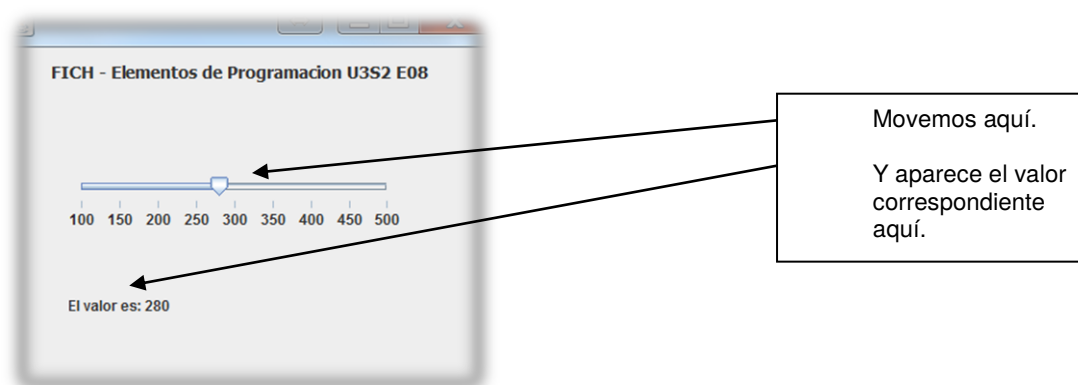 FICH - Elementos de Programacion U3S2 E08
100 150 200 250 300 350 400 450 500
El valor es: 280
Movemos aquí.
Y aparece el valor
correspondiente
aquí.